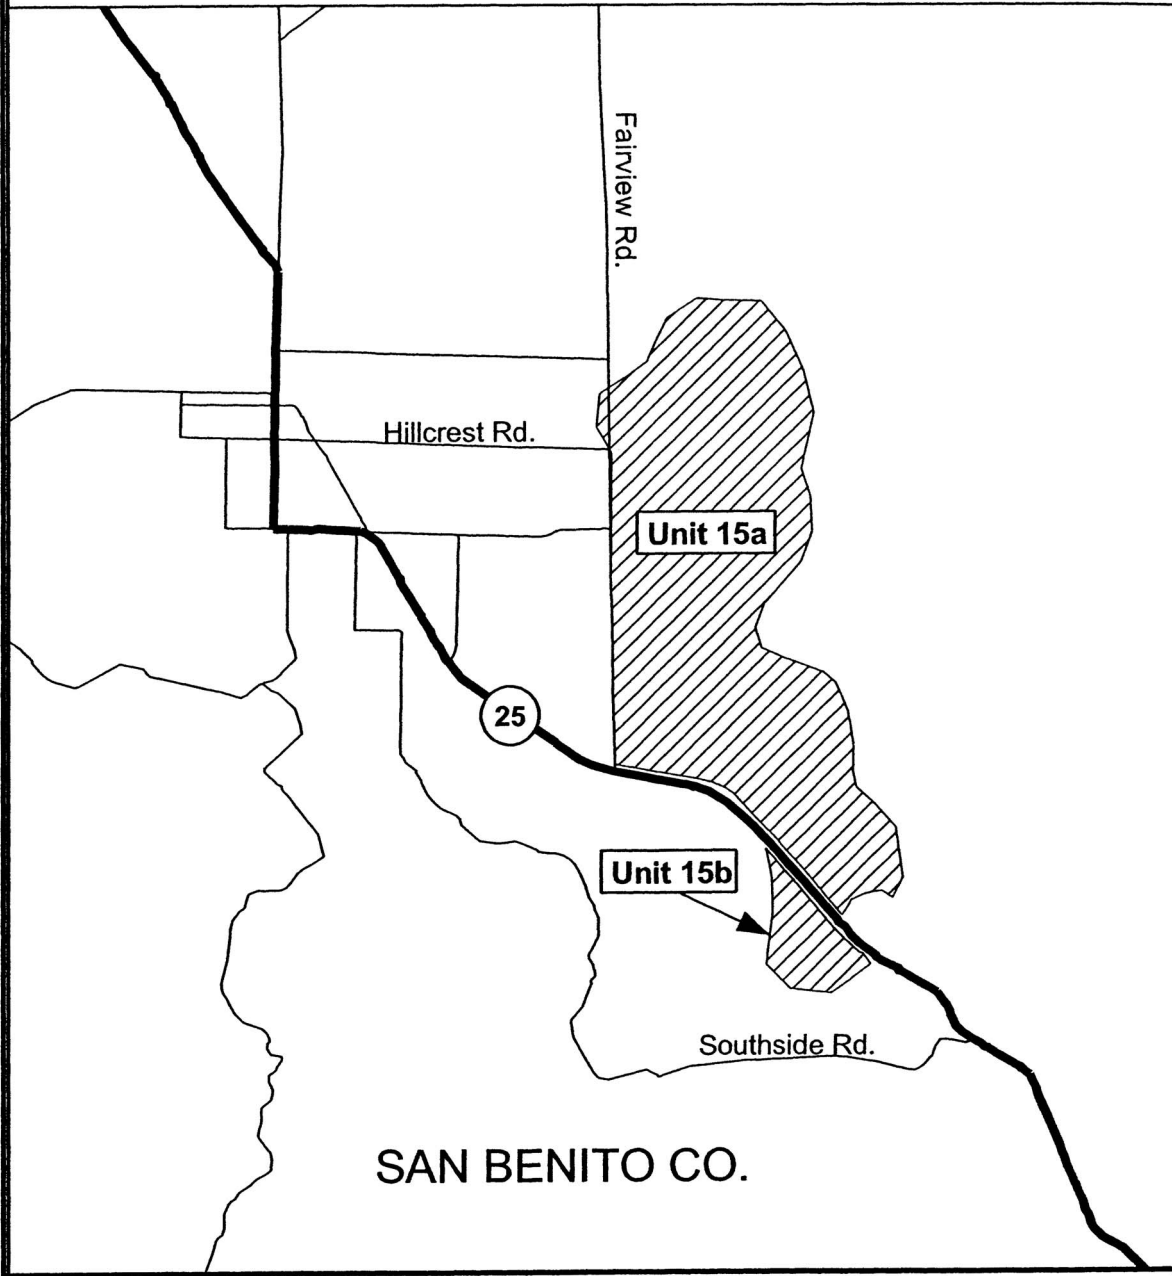 Fairview Rd.
Hillcrest Rd.
Unit 15a
25
Unit 15b
Southside Rd.
SAN BENITO CO.